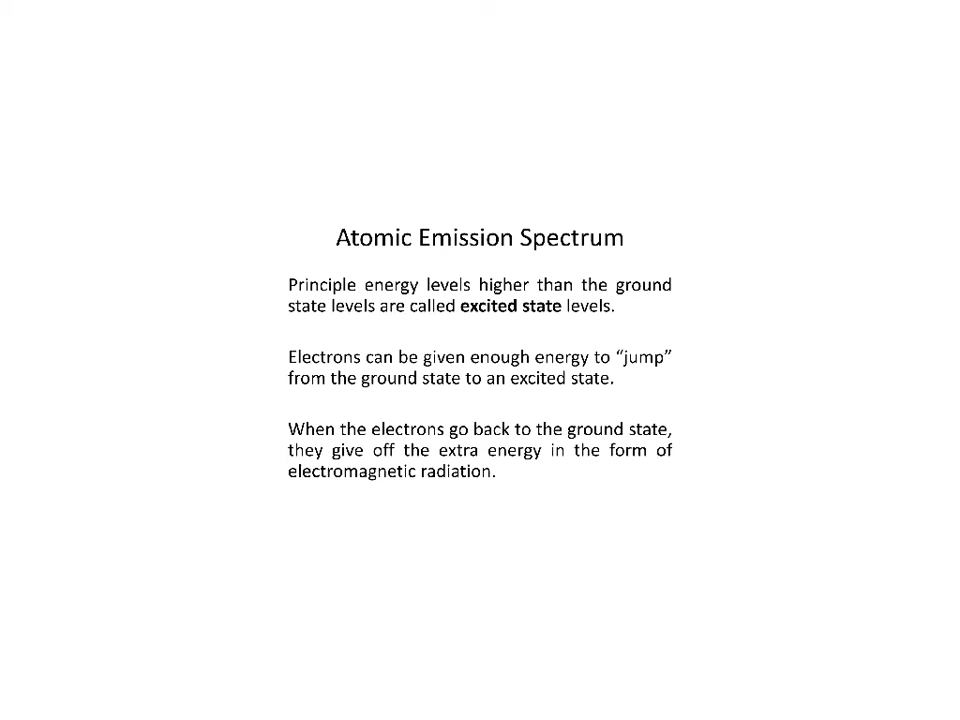 Atomic Emission Spectrum
Principle energy levels higher than the ground
state levels are called excited state levels.
Electrons can be given enough energy to “jump”
from the ground state to an excited state.
When the electrons go back to the ground state,
they give off the extra energy in the form of
electromagnetic radiation.